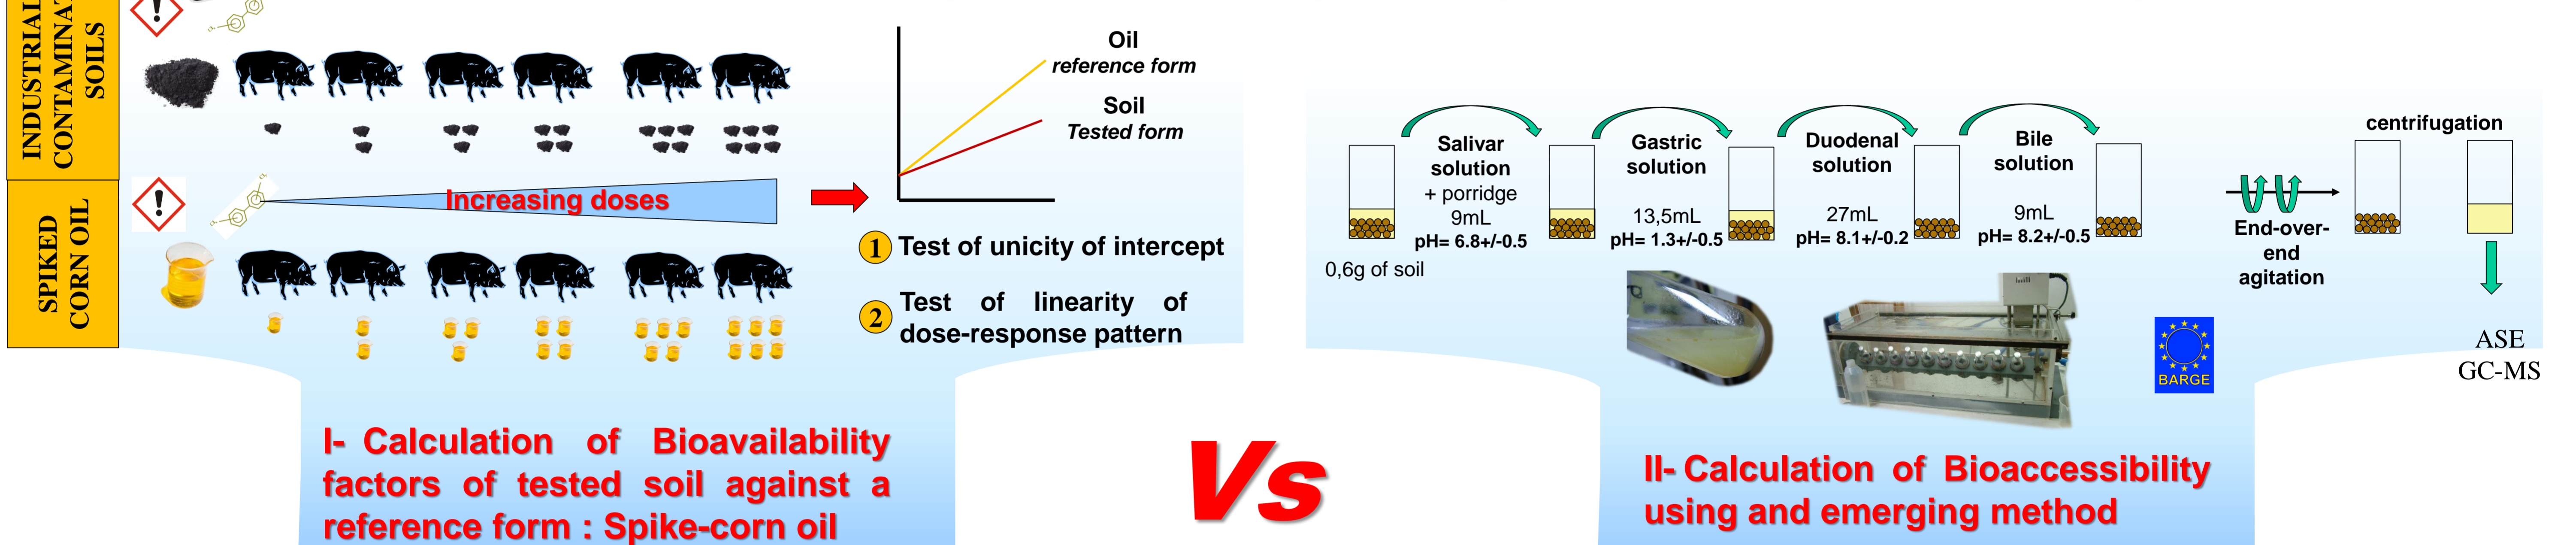 INDUSTRIAL
CONTAMINAT
SOILS
SPIKED
CORN OIL
Increasing doses
Oil
reference form
Soil
Tested form
1 Test of unicity of intercept
2 Test of linearity of
dose-response pattern
I- Calculation of Bioavailability
factors of tested soil against a
reference form : Spike-corn oil
Vs
0,6g of soil
Salivar
solution
+ porridge
9mL
pH= 6.8+/-0.5
Gastric
solution
13,5mL
pH= 1.3+/-0.5
Duodenal
solution
27mL
pH= 8.1+/-0.2
Bile
solution
9mL
pH= 8.2+/-0.5
End-over-
end
agitation
centrifugation
ASE
GC-MS
BARGE
II- Calculation of Bioaccessibility
using and emerging method